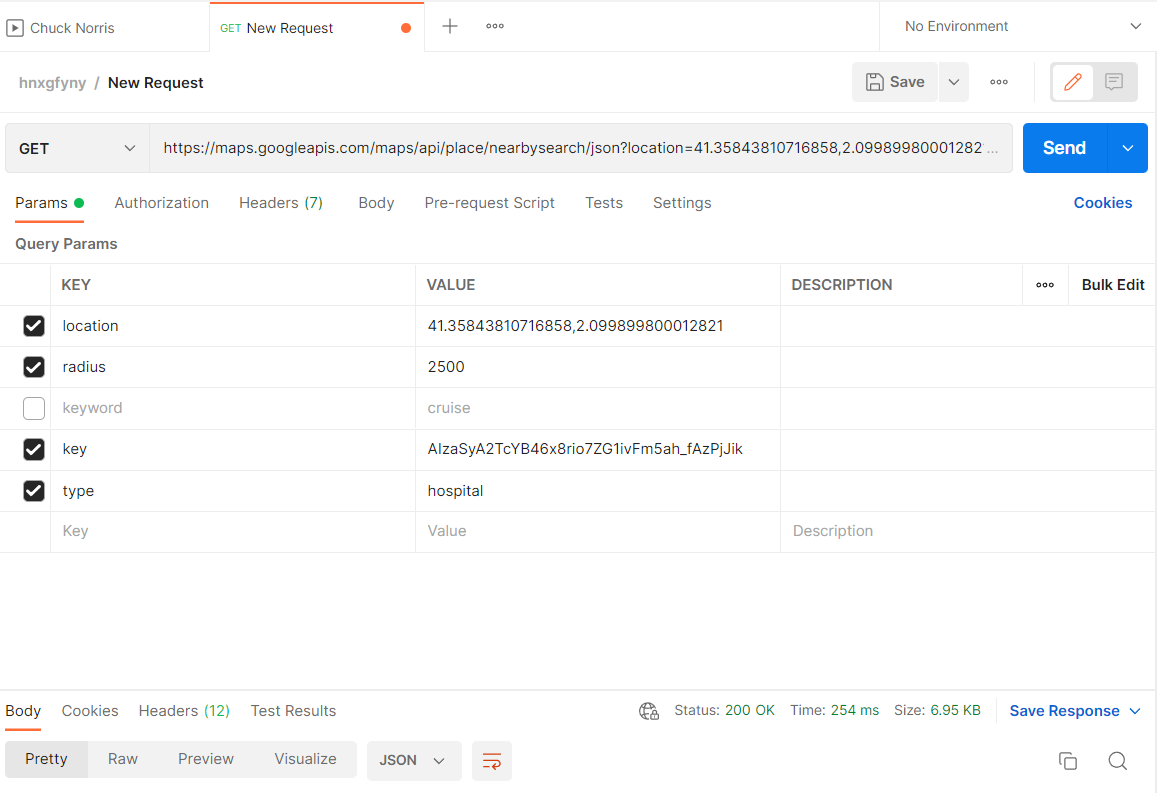 Chuck Norris GET New Request No Environment
hnxgfyny / New Request Save
GET https://maps.googleapis.com/maps/api/place/nearbysearch/json?location=41.35843810716858,2.09989980001282... Send
Params Authorization Headers (7) Body Pre-request Script Tests Settings Cookies
Query Params
KEY VALUE DESCRIPTION Bulk Edit
location 41.35843810716858,2.099899800012821
radius 2500
keyword cruise
key AIzaSyA2TcYB46x8rio7ZG1ivFm5ah_fAzPjJik
type hospital
Key Value Description
Body Cookies Headers (12) Test Results Status: 200 OK Time: 254 ms Size: 6.95 KB Save Response
Pretty Raw Preview Visualize JSON